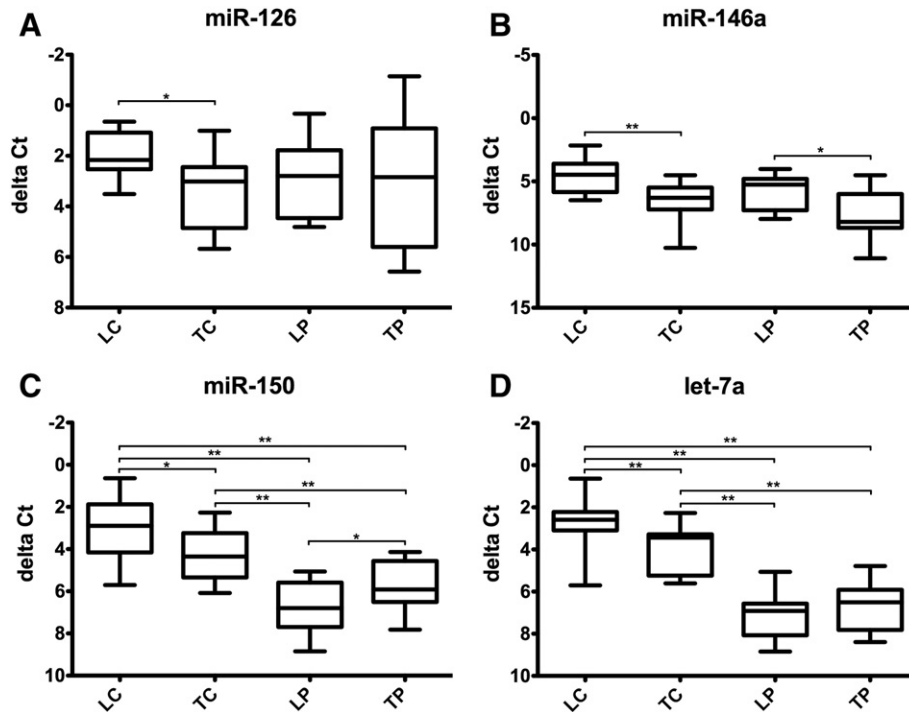 A
miR-126
delta Ct
-2
0
2
4
6
8
*
LC
TC
LP
TP
B
miR-146a
delta Ct
-5
0
5
10
15
**
*
LC
TC
LP
TP
C
miR-150
delta Ct
-2
0
2
4
6
8
10
**
**
*
**
**
*
LC
TC
LP
TP
D
let-7a
delta Ct
-2
0
2
4
6
8
10
**
**
**
**
**
LC
TC
LP
TP